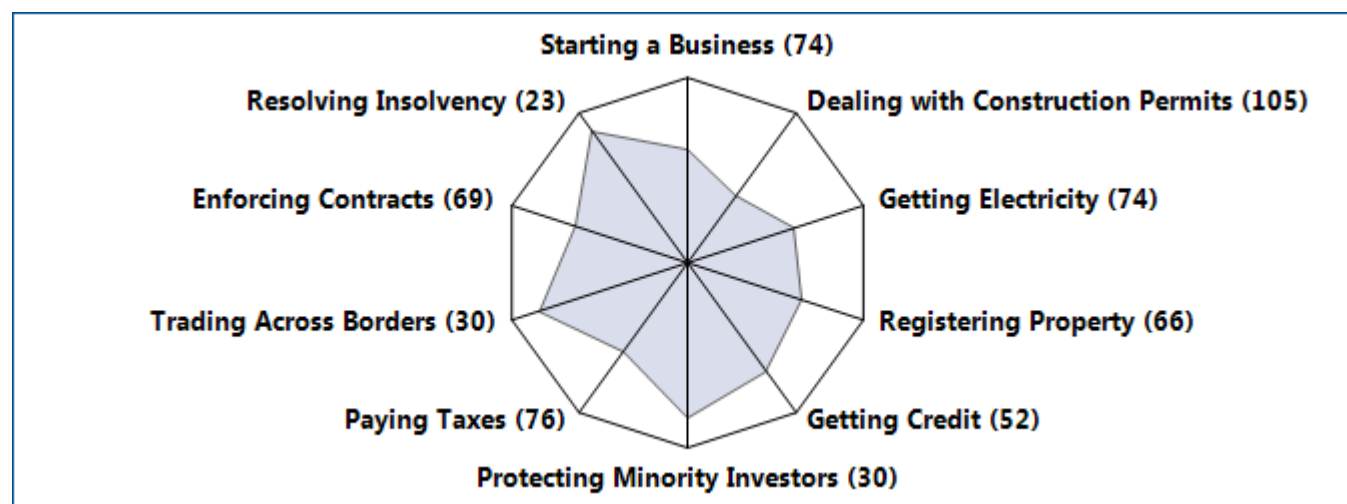 Starting a Business (74)
Resolving Insolvency (23)
Dealing with Construction Permits (105)
Enforcing Contracts (69)
Getting Electricity (74)
Trading Across Borders (30)
Registering Property (66)
Paying Taxes (76)
Getting Credit (52)
Protecting Minority Investors (30)